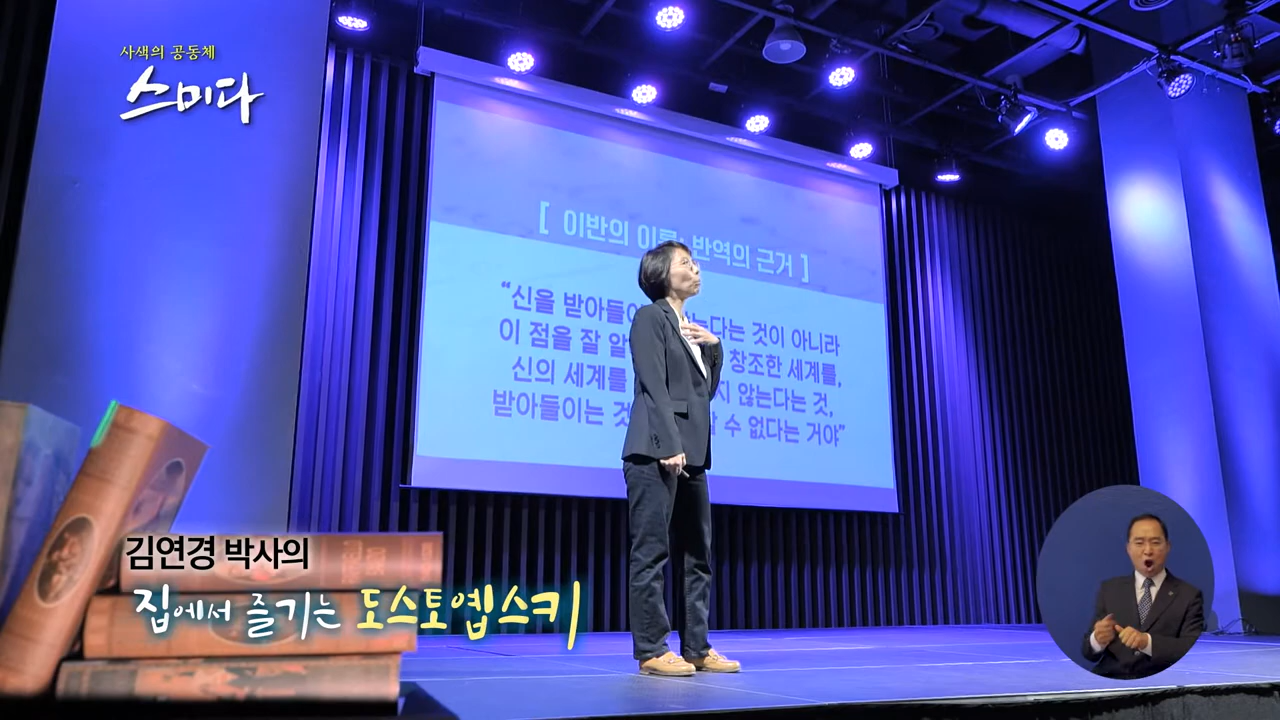 사색의 공동체
스미다
[ 이반의 이론: 반역의 근거 ]
“신을 받아들이 는다는 것이 아니라
이 점을 잘 알 창조한 세계를,
신의 세계를 지 않는다는 것,
받아들이는 것 수 없다는 거야”
김연경 박사의
집에서 즐기는 도스토옙스키